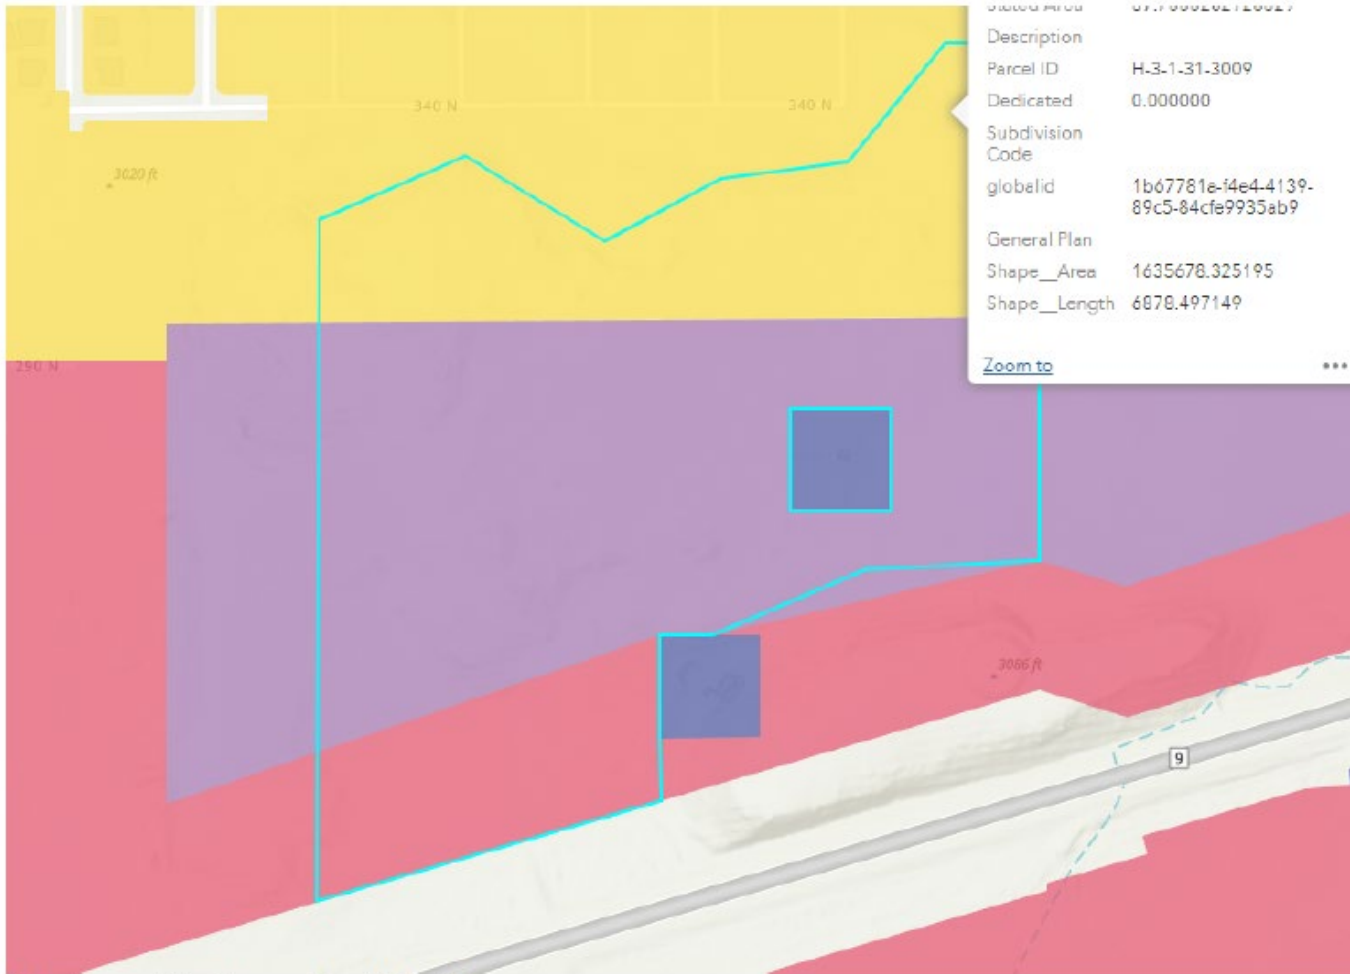 Description
Parcel ID H-3-1-31-3009
Dedicated 0.000000
Subdivision
Code
globalid 1b67781e-f4e4-4139-
89c5-84cfe9935ab9
General Plan
Shape__Area 1635678.325195
Shape__Length 6878.497149
Zoom to
340 N
340 N
3020 ft
290 N
3086 ft
9